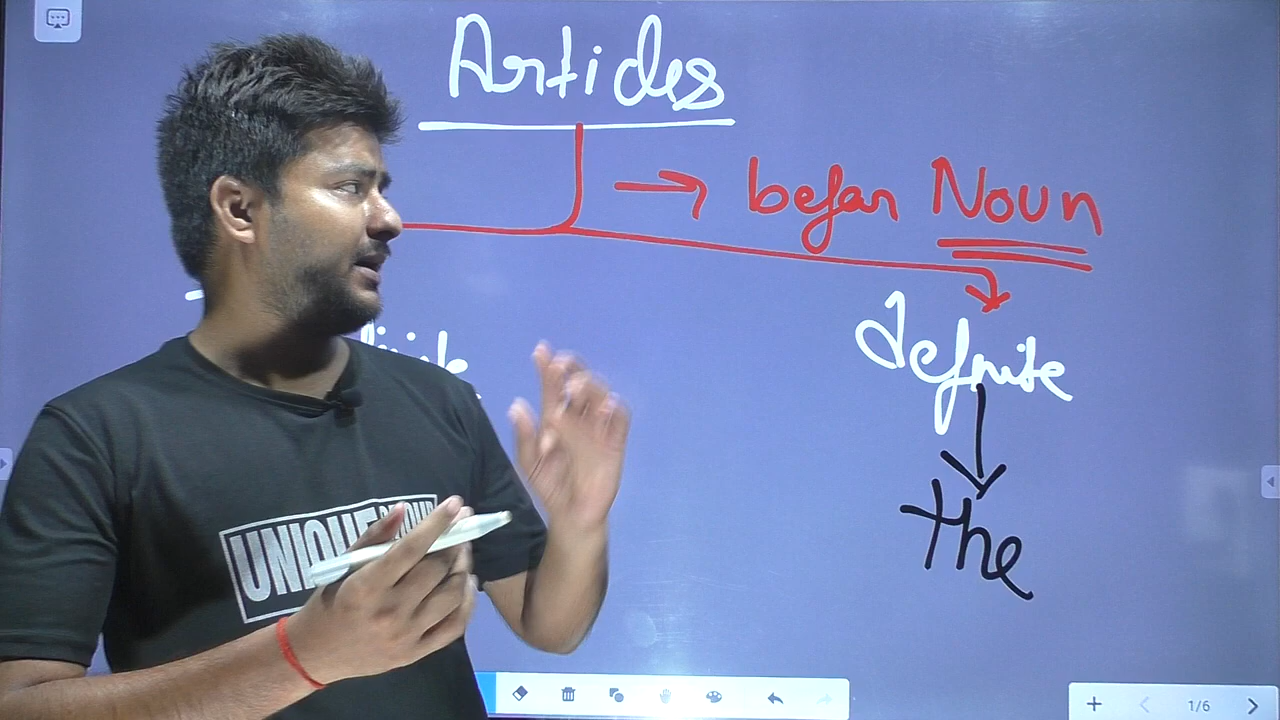 Articles
→ befor Noun
Definite
The
UNIQUE
1/6